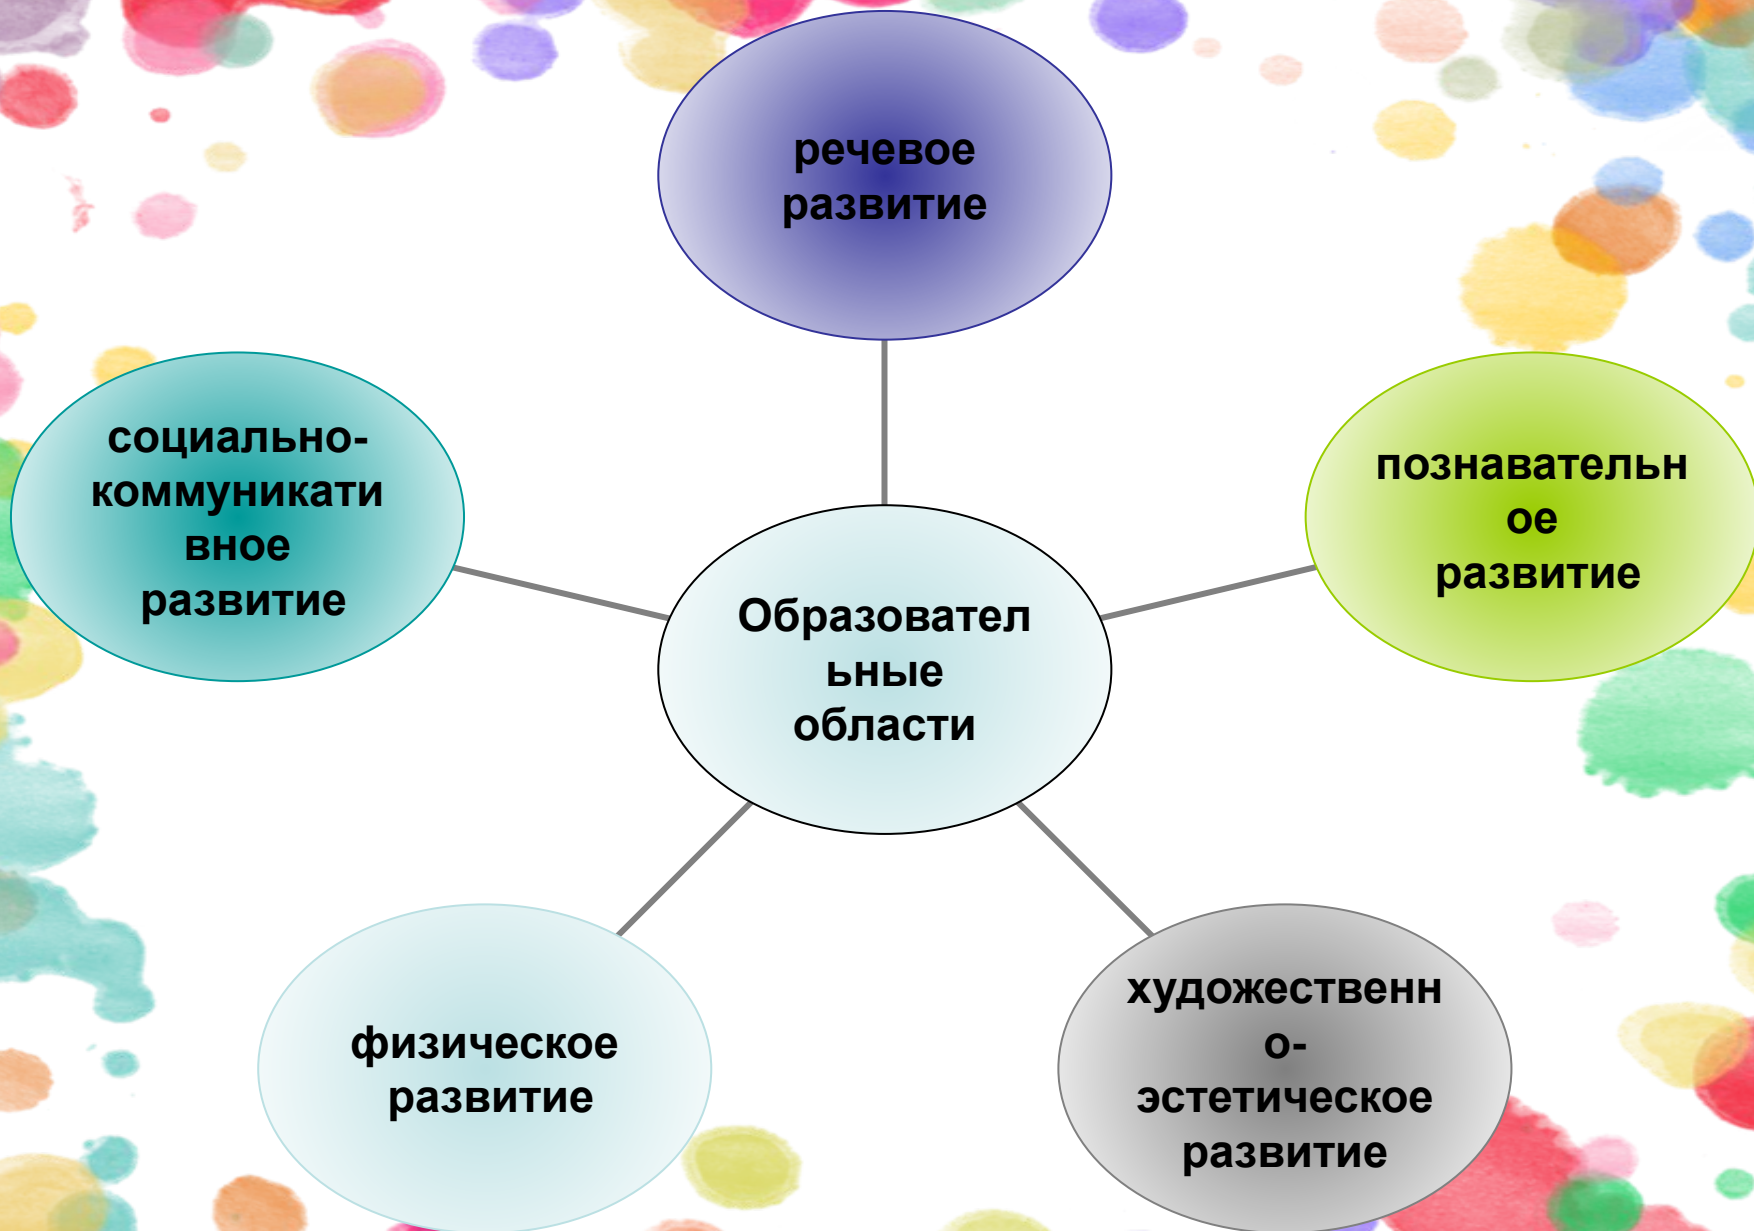 речевое
развитие
социально-
коммуникати
вное
развитие
познавательн
ое
развитие
Образовател
ьные
области
физическое
развитие
художественн
о-
эстетическое
развитие